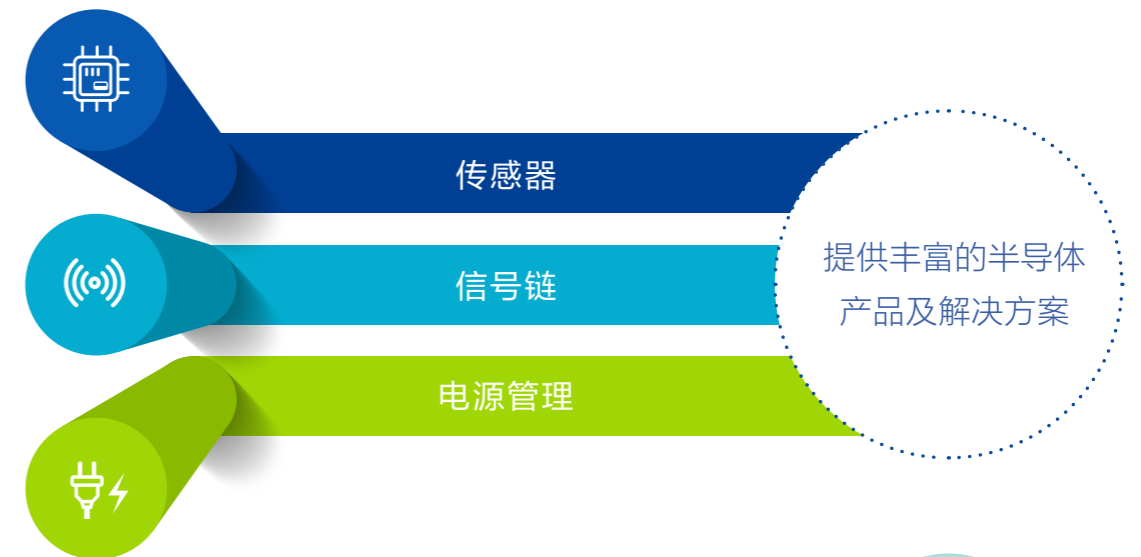 传感器
信号链
电源管理
提供丰富的半导体
产品及解决方案